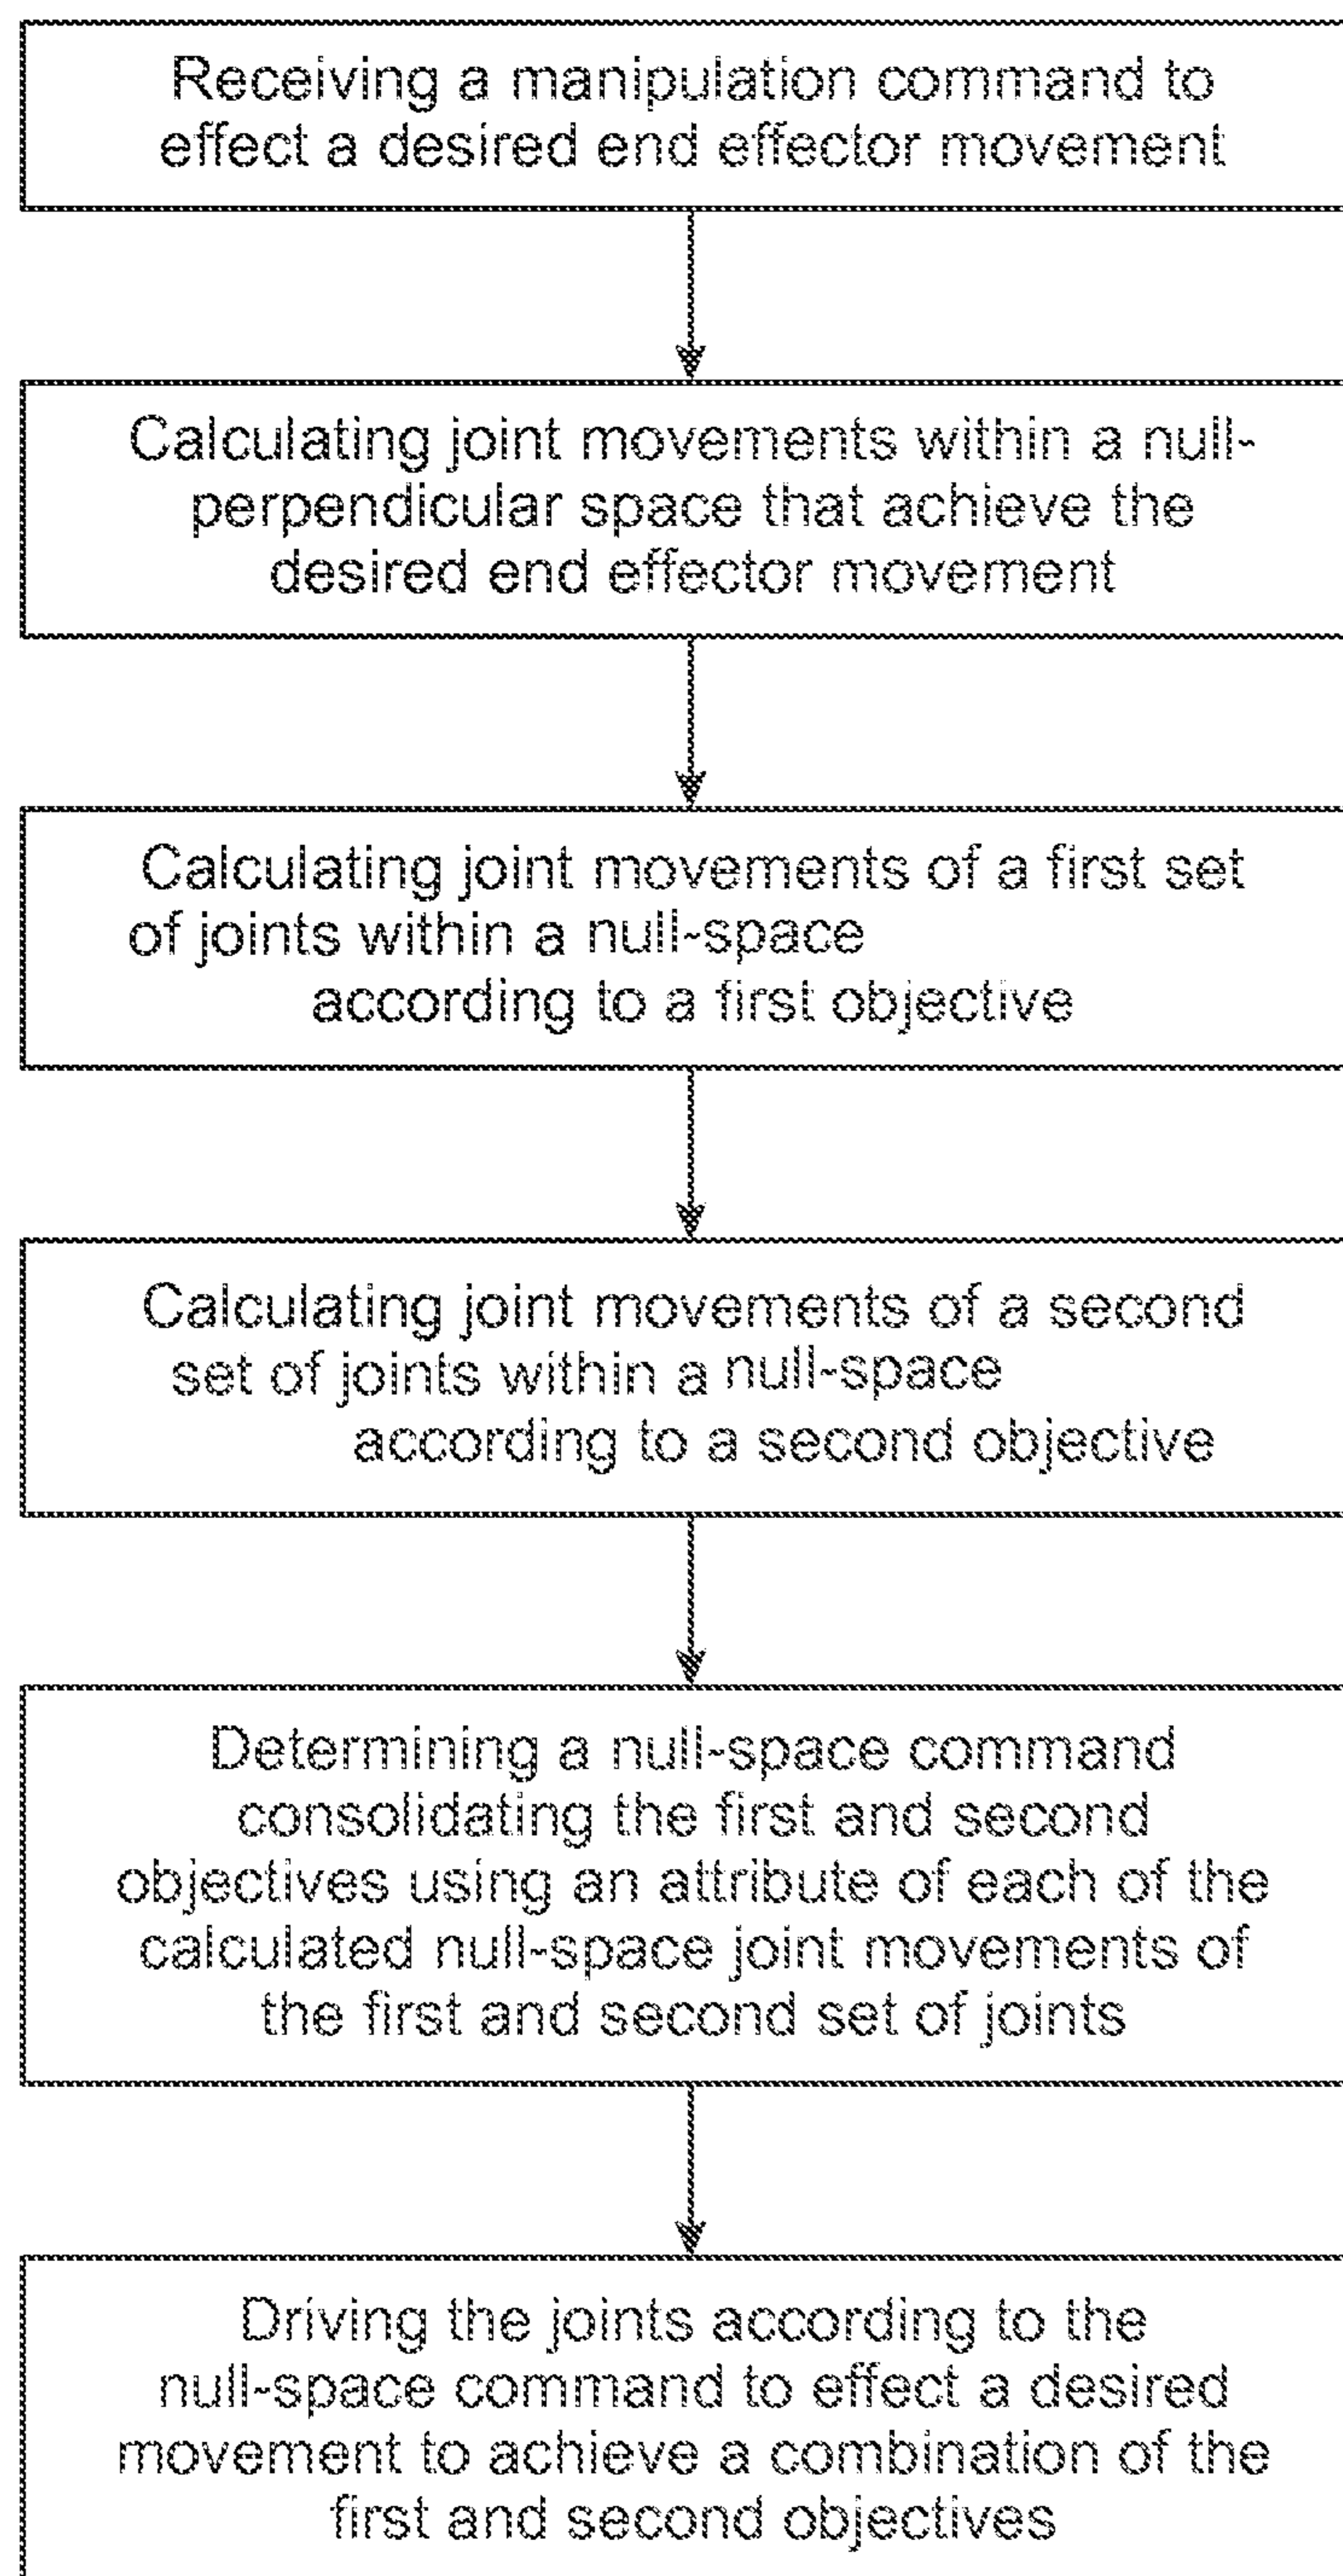 Receiving a manipulation command to
effect a desired end effector movement
Calculating joint movements within a null-
perpendicular space that achieve the
desired end effector movement
Calculating joint movements of a first set
of joints within a null-space
according to a first objective
Calculating joint movements of a second
set of joints within a null-space
according to a second objective
Determining a null-space command
consolidating the first and second
objectives using an attribute of each of the
calculated null-space joint movements of
the first and second set of joints
Driving the joints according to the
null-space command to effect a desired
movement to achieve a combination of the
first and second objectives